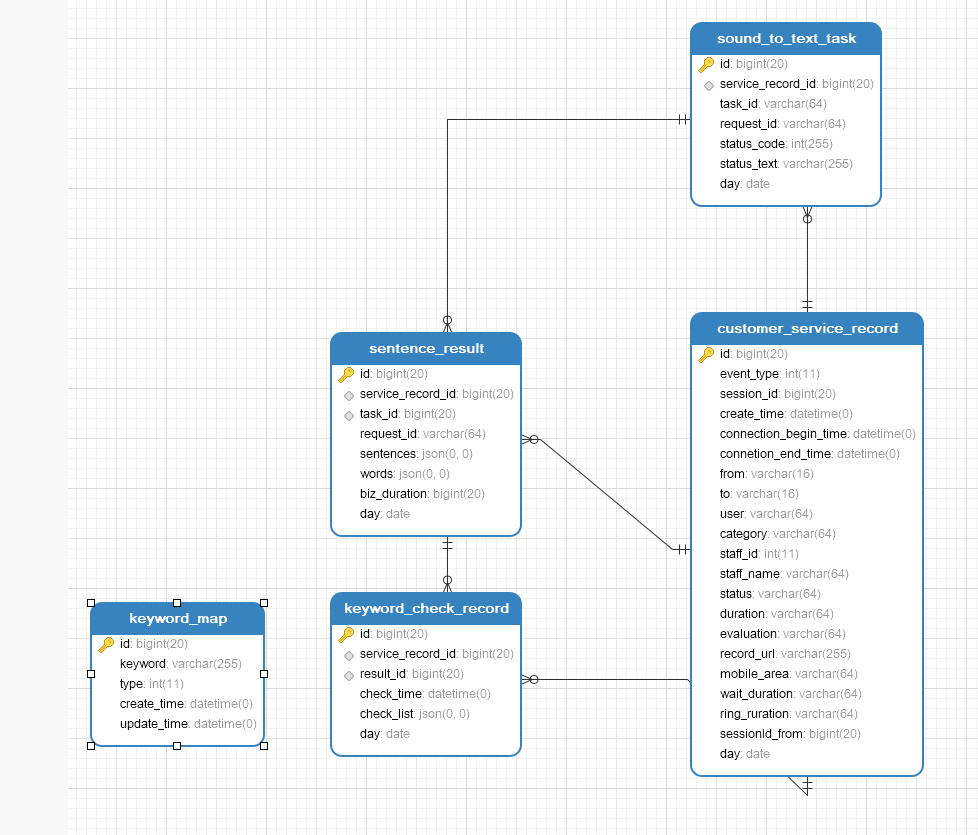 sound_to_text_task
id: bigint(20)
service_record_id: bigint(20)
task_id: varchar(64)
request_id: varchar(64)
status_code: int(255)
status_text: varchar(255)
day: date
sentence_result
id: bigint(20)
service_record_id: bigint(20)
task_id: bigint(20)
request_id: varchar(64)
sentences: json(0, 0)
words: json(0, 0)
biz_duration: bigint(20)
day: date
customer_service_record
id: bigint(20)
event_type: int(11)
session_id: bigint(20)
create_time: datetime(0)
connection_begin_time: datetime(0)
connetion_end_time: datetime(0)
from: varchar(16)
to: varchar(16)
user: varchar(64)
category: varchar(64)
staff_id: int(11)
staff_name: varchar(64)
status: varchar(64)
duration: varchar(64)
evaluation: varchar(64)
record_url: varchar(255)
mobile_area: varchar(64)
wait_duration: varchar(64)
ring_ruration: varchar(64)
sessionId_from: bigint(20)
day: date
keyword_map
id: bigint(20)
keyword: varchar(255)
type: int(11)
create_time: datetime(0)
update_time: datetime(0)
keyword_check_record
id: bigint(20)
service_record_id: bigint(20)
result_id: bigint(20)
check_time: datetime(0)
check_list: json(0, 0)
day: date